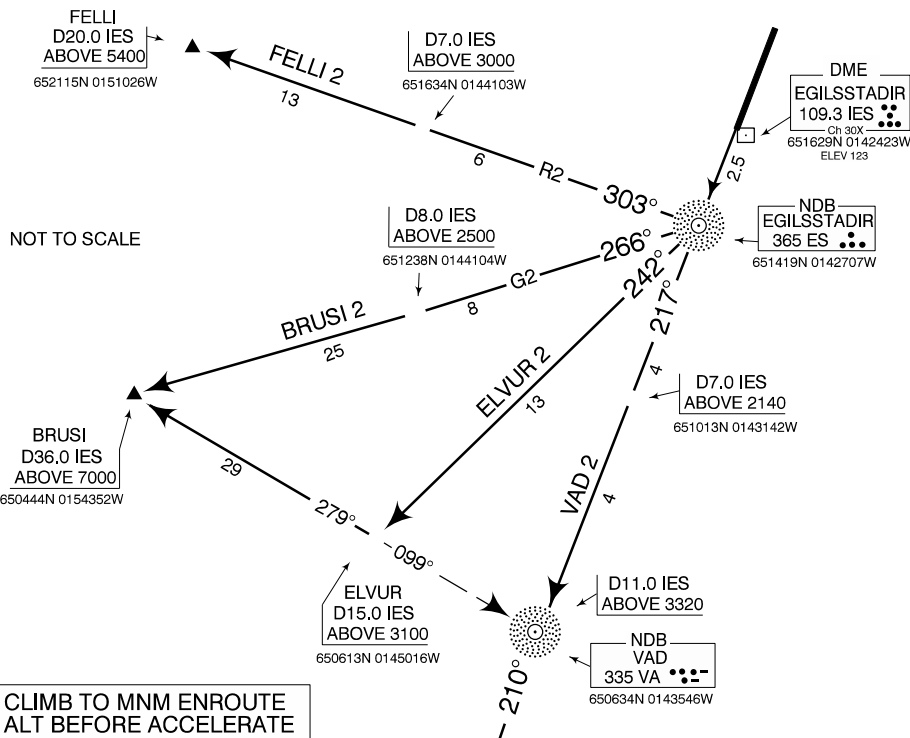 FELLI
D20.0 IES
ABOVE 5400
652115N 0151026W
FELLI 2
13
D7.0 IES
ABOVE 3000
651634N 0144103W
6
R2
303°
DME
EGILSSTADIR
109.3 IES
Ch 30X
651629N 0142423W
ELEV 123
2.5
NDB
EGILSSTADIR
365 ES
651419N 0142707W
NOT TO SCALE
D8.0 IES
ABOVE 2500
651238N 0144104W
266°
G2
8
BRUSI 2
25
242°
ELVUR 2
13
217°
4
D7.0 IES
ABOVE 2140
651013N 0143142W
VAD 2
4
BRUSI
D36.0 IES
ABOVE 7000
650444N 0154352W
29
279°
099°
ELVUR
D15.0 IES
ABOVE 3100
650613N 0145016W
D11.0 IES
ABOVE 3320
NDB
VAD
335 VA
650634N 0143546W
210°
CLIMB TO MNM ENROUTE
ALT BEFORE ACCELERATE